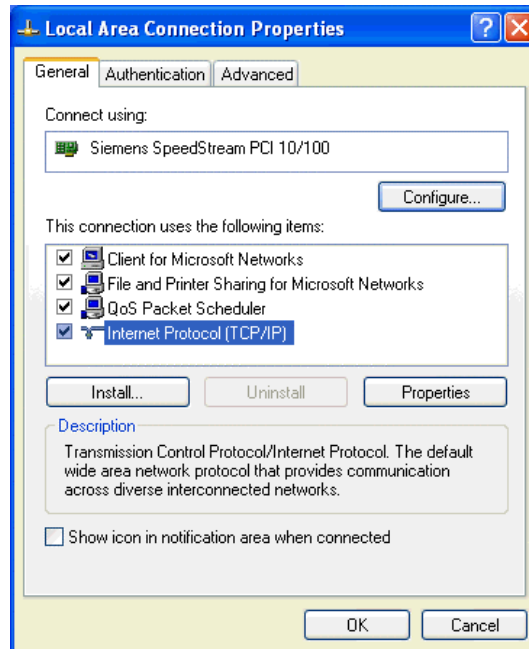 Local Area Connection Properties
General Authentication Advanced
Connect using:
Siemens SpeedStream PCI 10/100
Configure...
This connection uses the following items:
Client for Microsoft Networks
File and Printer Sharing for Microsoft Networks
QoS Packet Scheduler
Internet Protocol (TCP/IP)
Install... Uninstall Properties
Description
Transmission Control Protocol/Internet Protocol. The default
wide area network protocol that provides communication
across diverse interconnected networks.
Show icon in notification area when connected
OK Cancel